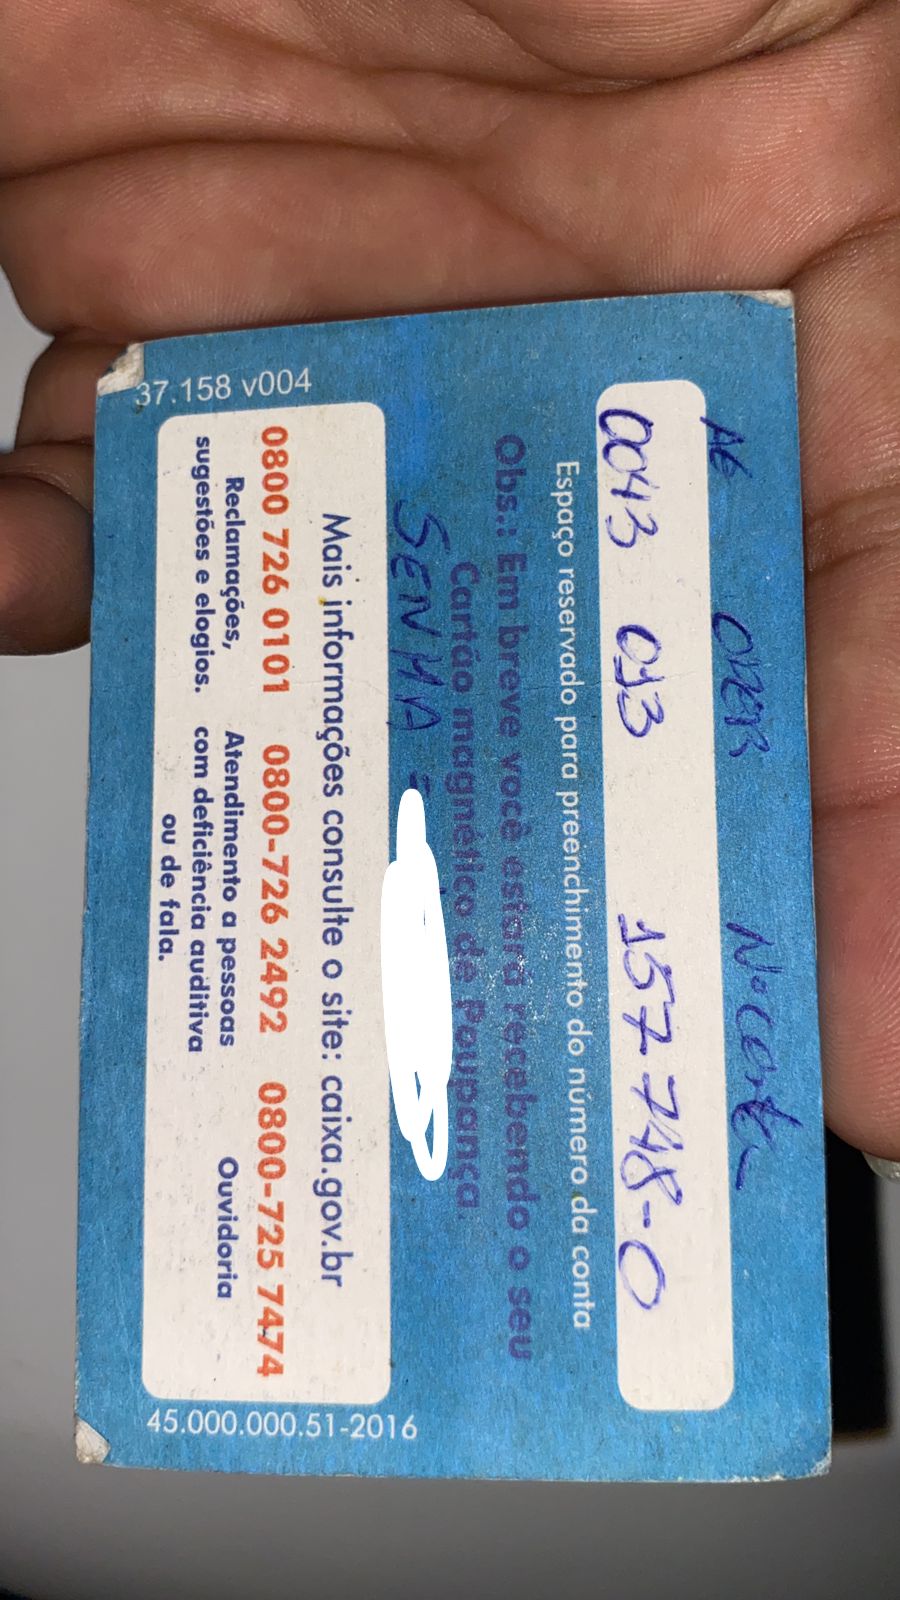 AG OPER N. conta
0043 013 157 748-0
Espaço reservado para preenchimento do número da conta
Obs.: Em breve você estará recebendo o seu
Cartão magnético de Poupança.
SENHA =
Mais informações consulte o site: caixa.gov.br
0800 726 0101 0800-726 2492 0800-725 7474
Reclamações, Atendimento a pessoas Ouvidoria
sugestões e elogios. com deficiência auditiva
ou de fala.
37.158 v004 45.000.000.51-2016